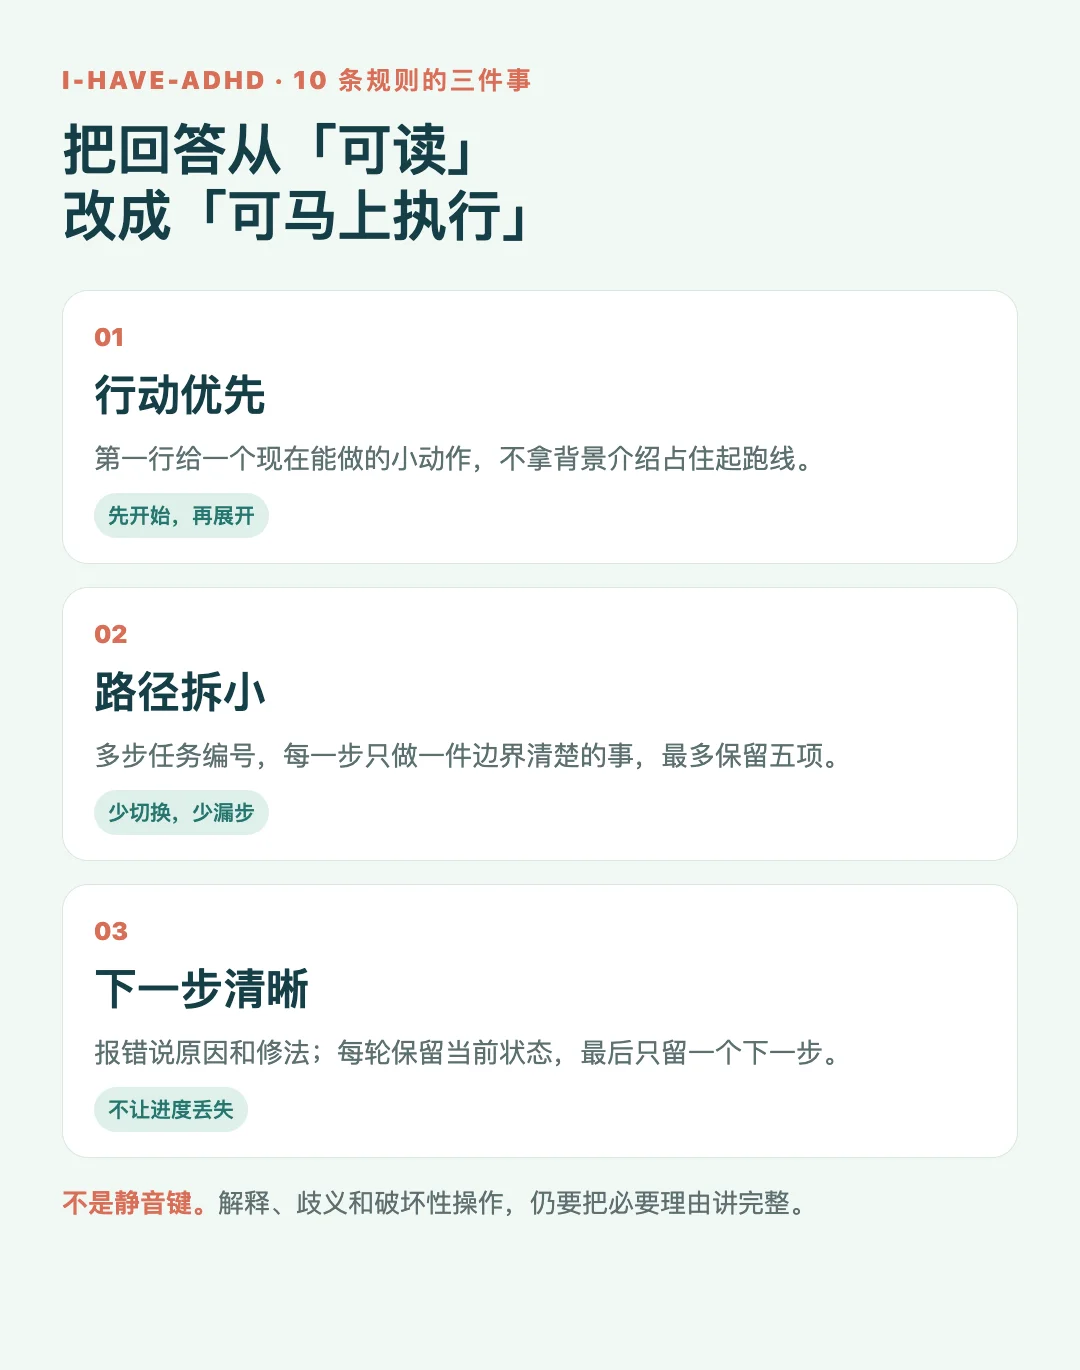 I-HAVE-ADHD · 10 条规则的三件事
把回答从「可读」
改成「可马上执行」
01
行动优先
第一行给一个现在能做的小动作，不拿背景介绍占住起跑线。
先开始，再展开
02
路径拆小
多步任务编号，每一步只做一件边界清楚的事，最多保留五项。
少切换，少漏步
03
下一步清晰
报错说原因和修法；每轮保留当前状态，最后只留一个下一步。
不让进度丢失
不是静音键。解释、歧义和破坏性操作，仍要把必要理由讲完整。